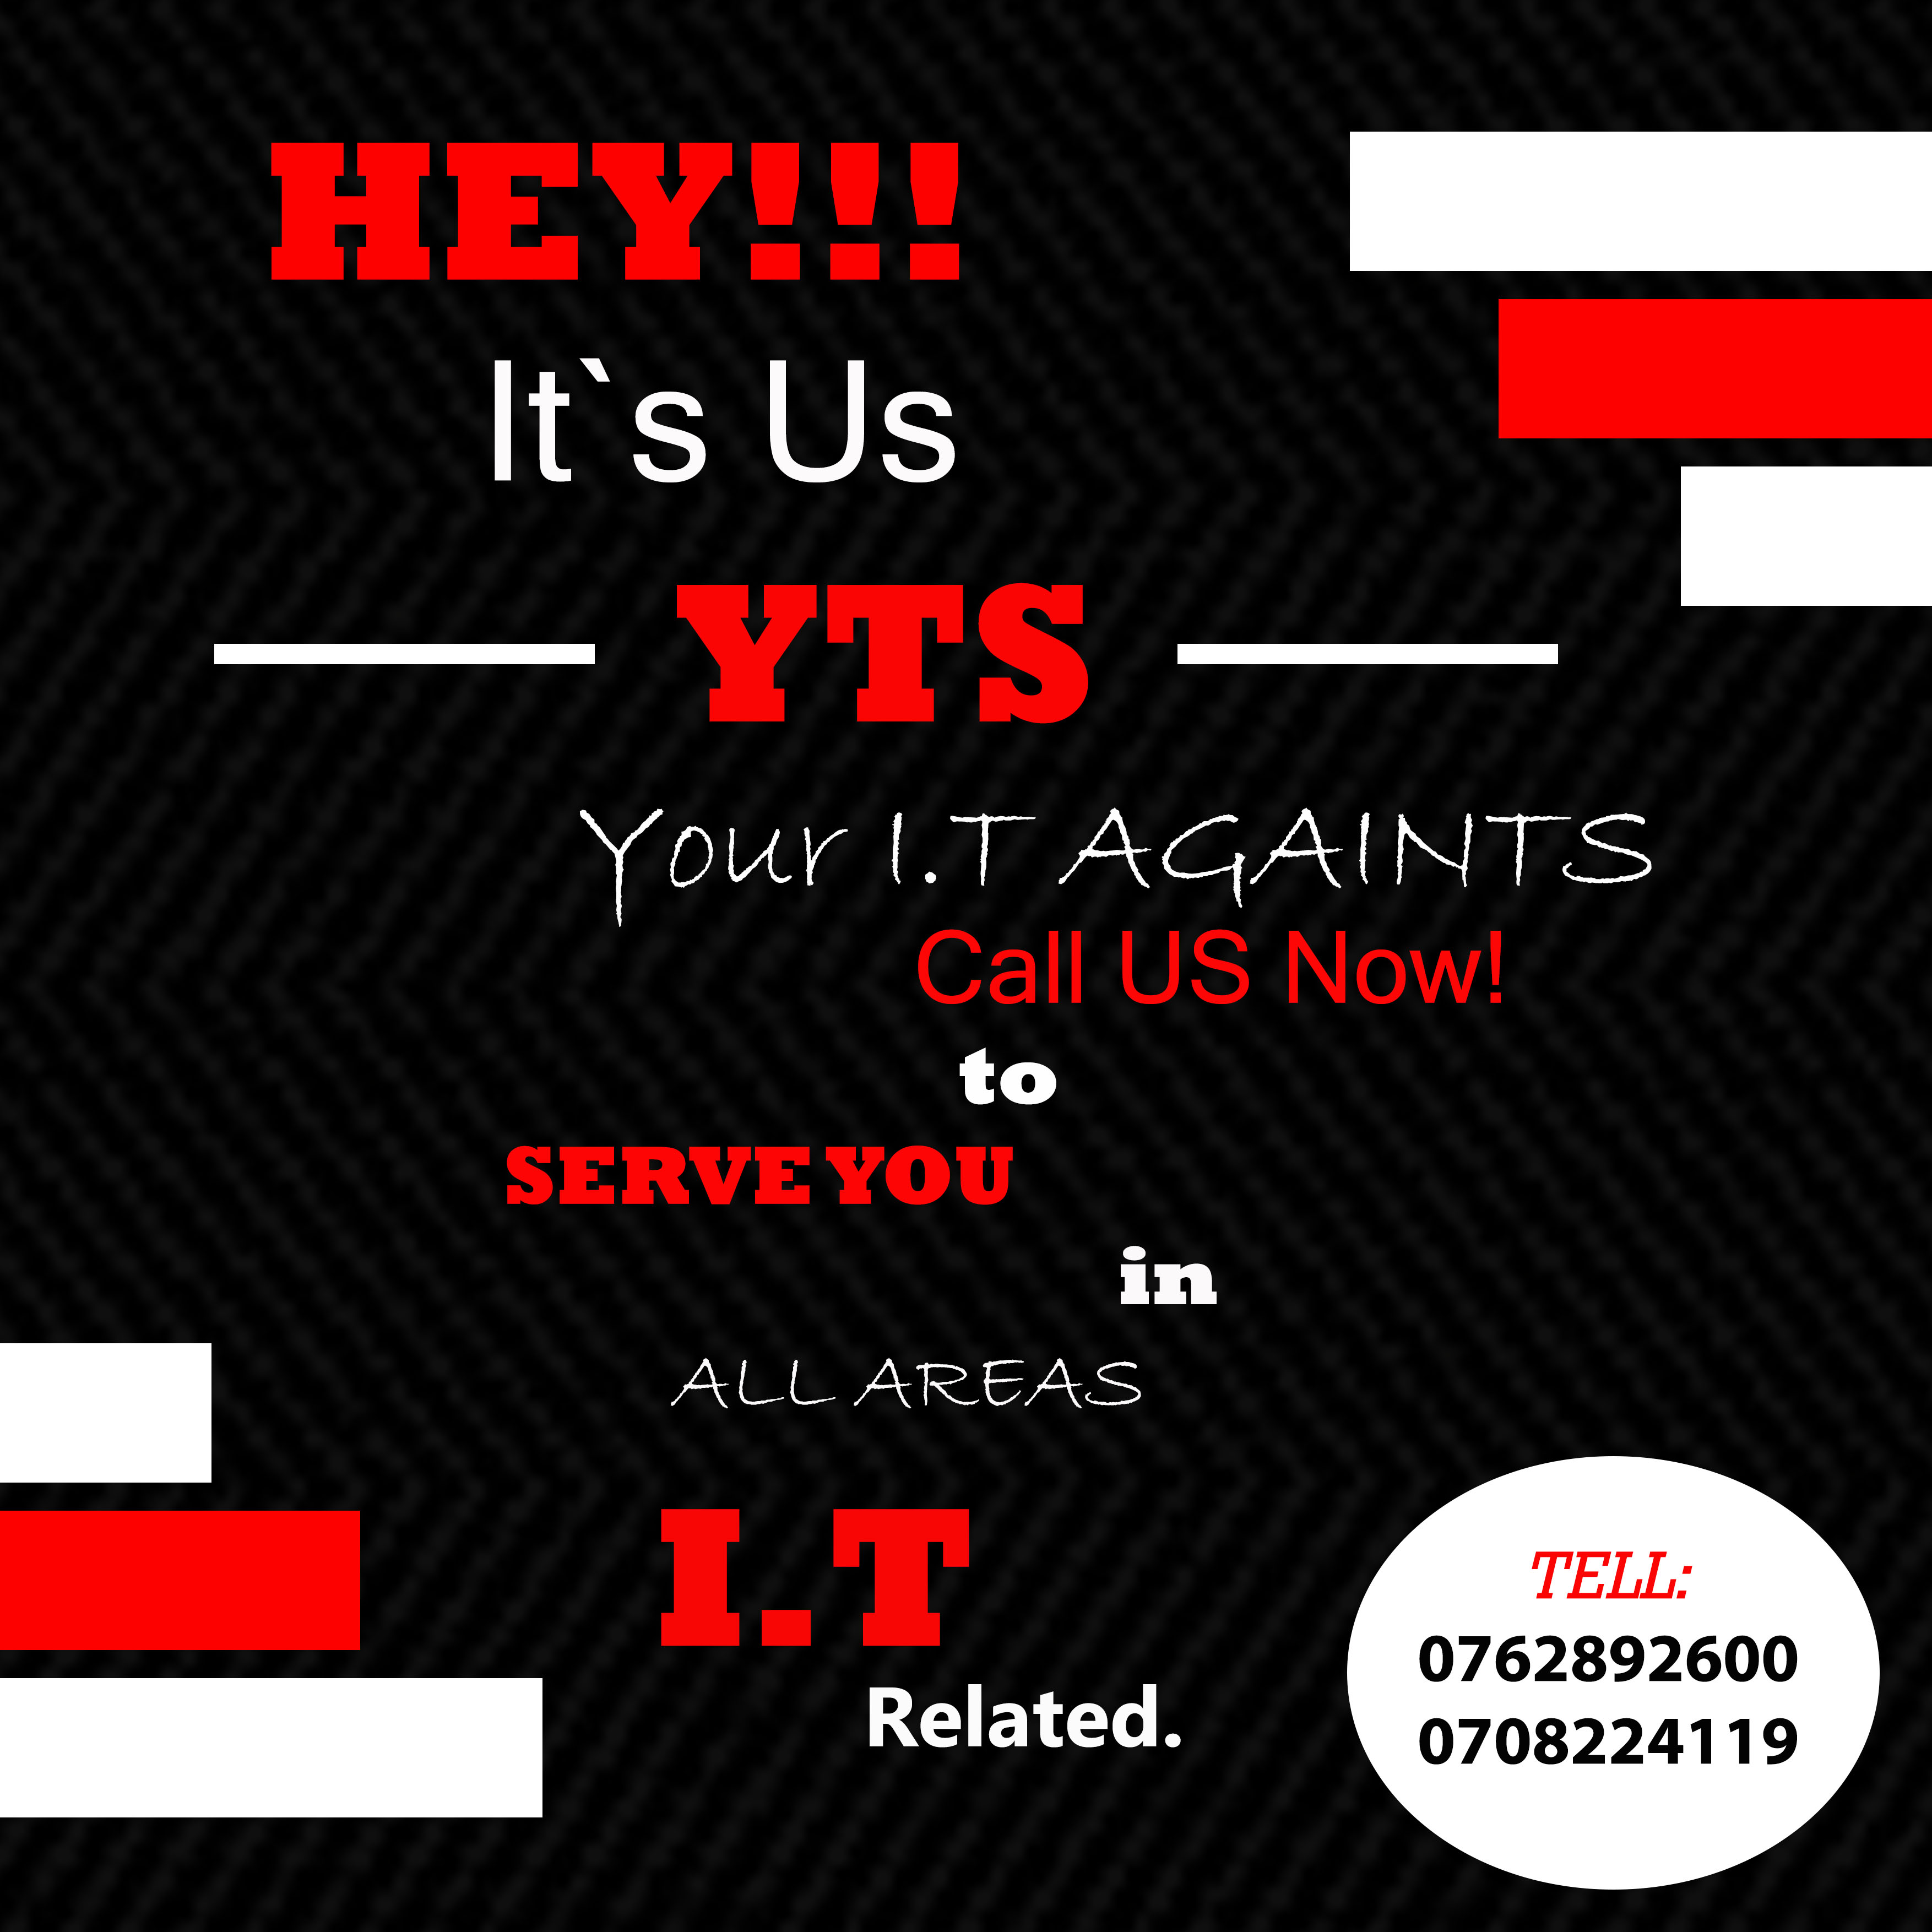 HEY!!!
It`s Us
YTS
Your I.T AGAINTS
Call US Now!
to
SERVE YOU
in
ALL AREAS
I.T
Related.
TELL:
0762892600
0708224119